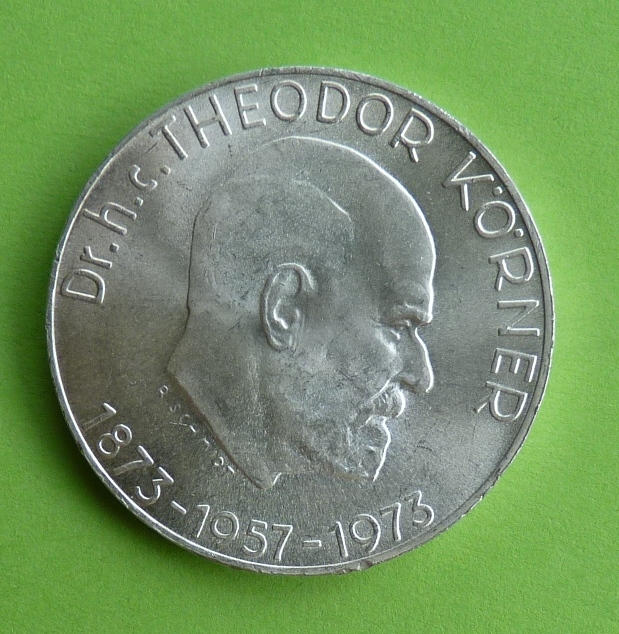 Dr. h. c. THEODOR KÖRNER
1873-1957-1973